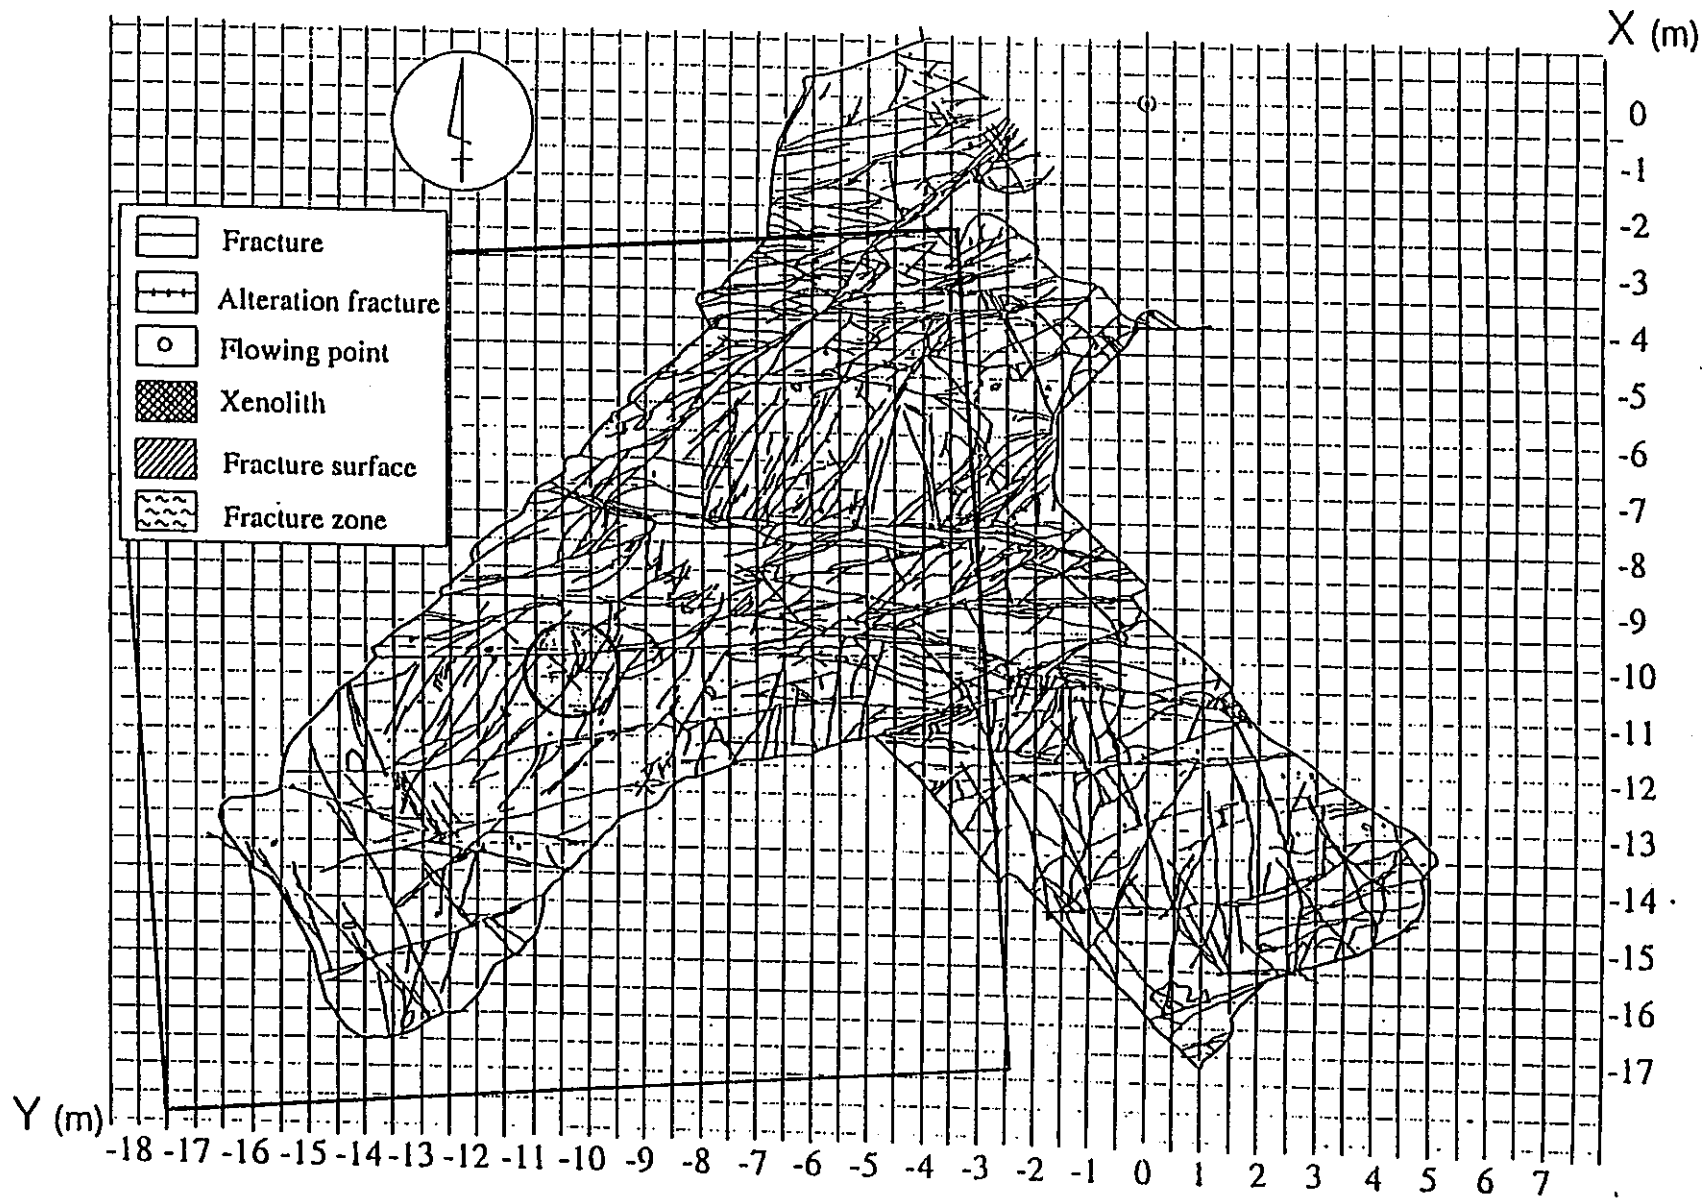 X (m)
0
-1
-2
-3
-4
-5
-6
-7
-8
-9
-10
-11
-12
-13
-14
-15
-16
-17
Fracture
Alteration fracture
Flowing point
Xenolith
Fracture surface
Fracture zone
Y (m)
-18 -17 -16 -15 -14 -13 -12 -11 -10 -9 -8 -7 -6 -5 -4 -3 -2 -1 0 1 2 3 4 5 6 7